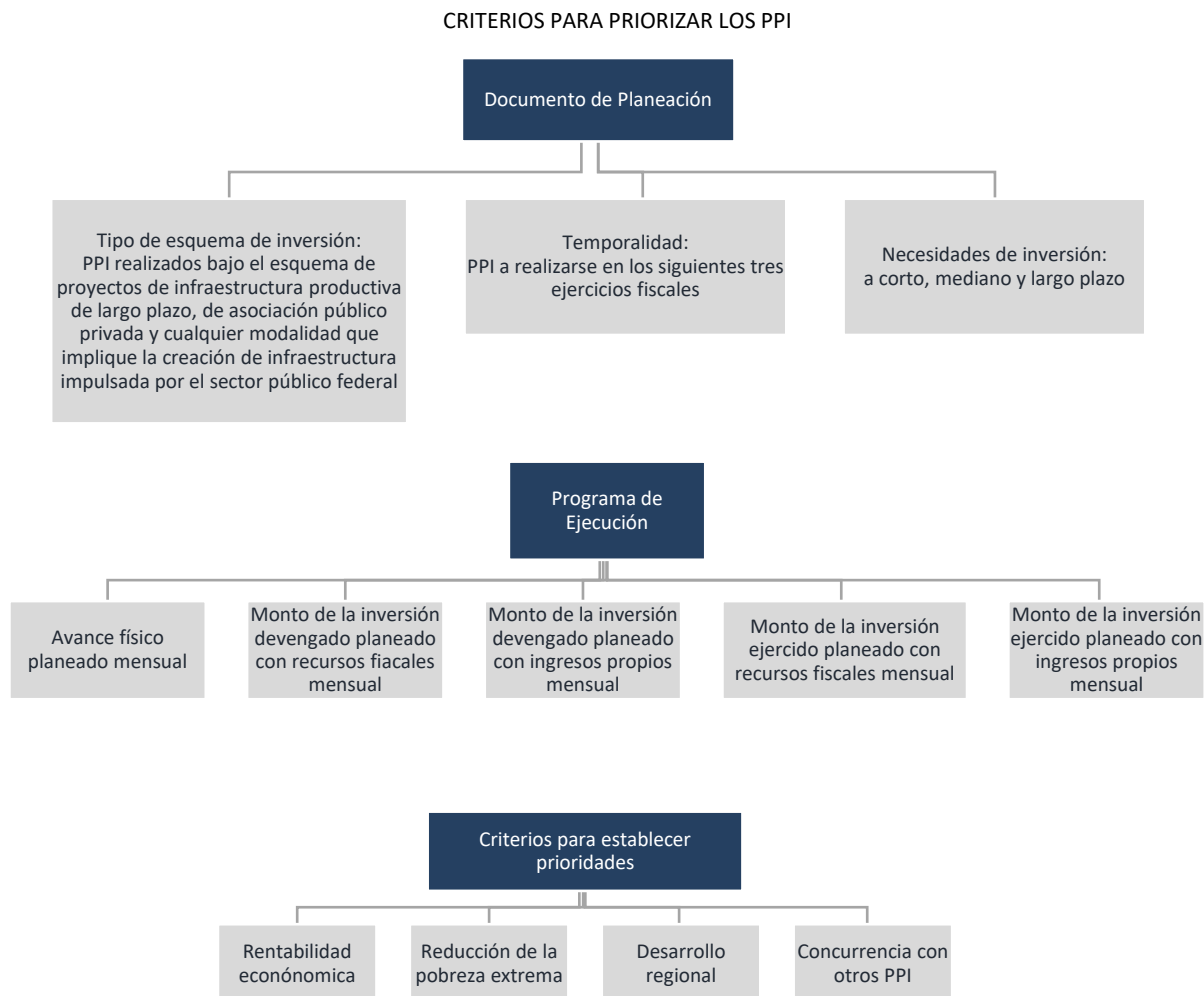 CRITERIOS PARA PRIORIZAR LOS PPI
Documento de Planeación
Tipo de esquema de inversión:
PPI realizados bajo el esquema de
proyectos de infraestructura productiva
de largo plazo, de asociación público
privada y cualquier modalidad que
implique la creación de infraestructura
impulsada por el sector público federal
Temporalidad:
PPI a realizarse en los siguientes tres
ejercicios fiscales
Necesidades de inversión:
a corto, mediano y largo plazo
Programa de
Ejecución
Avance físico
planeado mensual
Monto de la inversión
devengado planeado
con recursos fiacales
mensual
Monto de la inversión
devengado planeado
con ingresos propios
mensual
Monto de la inversión
ejercido planeado con
recursos fiscales mensual
Monto de la inversión
ejercido planeado con
ingresos propios
mensual
Criterios para establecer
prioridades
Rentabilidad
econónomica
Reducción de la
pobreza extrema
Desarrollo
regional
Concurrencia con
otros PPI